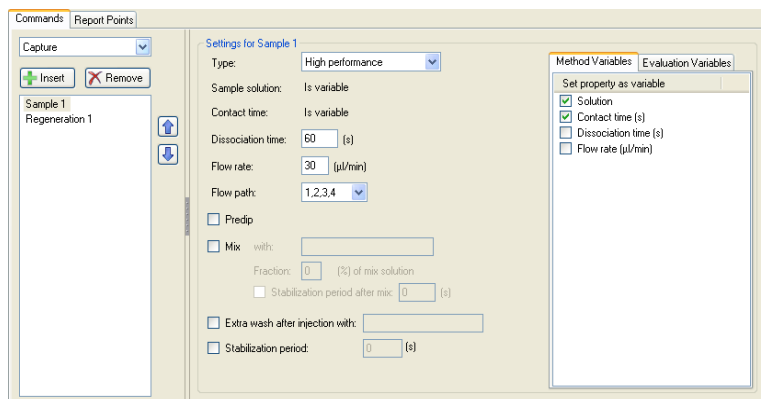 Commands Report Points
Capture
Insert Remove
Sample 1
Regeneration 1
Settings for Sample 1
Type: High performance
Sample solution: Is variable
Contact time: Is variable
Dissociation time: 60 (s)
Flow rate: 30 (µl/min)
Flow path: 1,2,3,4
Predip
Mix with:
Fraction: 0 (%) of mix solution
Stabilization period after mix: 0 (s)
Extra wash after injection with:
Stabilization period: 0 (s)
Method Variables Evaluation Variables
Set property as variable
Solution
Contact time (s)
Dissociation time (s)
Flow rate (µl/min)